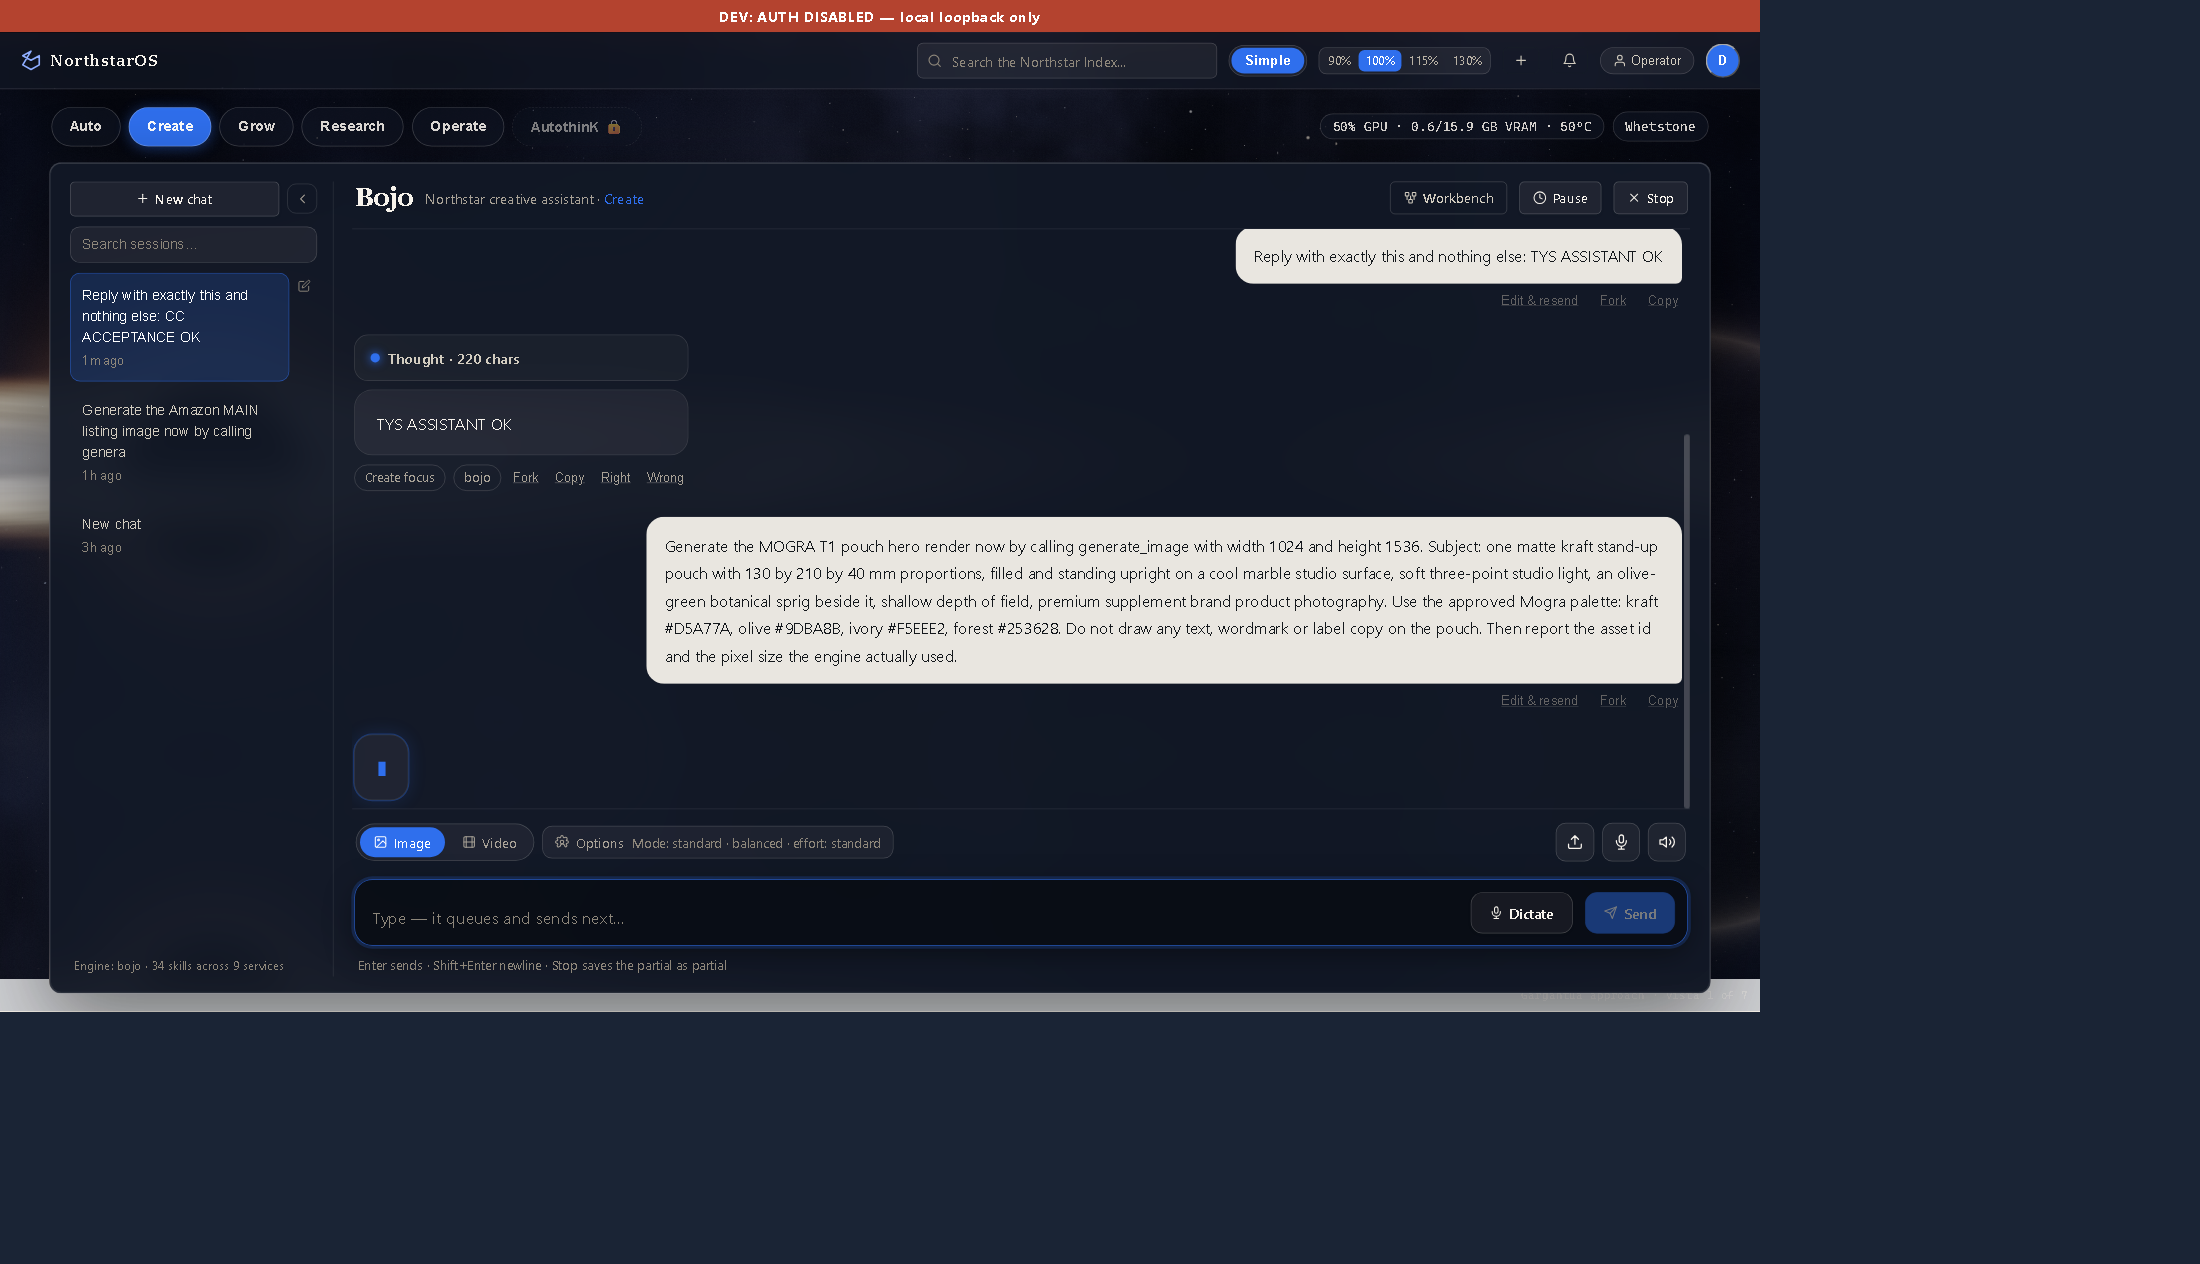 DEV: AUTH DISABLED — local loopback only
NorthstarOS
Search the Northstar Index...
Simple
90% 100% 115% 130%
Operator
D
Auto
Create
Grow
Research
Operate
AutothinK
50% GPU · 0.6/15.9 GB VRAM · 50°C
Whetstone
+ New chat
Search sessions...
Reply with exactly this and
nothing else: CC
ACCEPTANCE OK
1m ago
Generate the Amazon MAIN
listing image now by calling
genera
1h ago
New chat
3h ago
Engine: bojo · 34 skills across 9 services
Bojo
Northstar creative assistant · Create
Workbench
Pause
Stop
Reply with exactly this and nothing else: TYS ASSISTANT OK
Edit & resend Fork Copy
Thought · 220 chars
TYS ASSISTANT OK
Create focus bojo Fork Copy Right Wrong
Generate the MOGRA T1 pouch hero render now by calling generate_image with width 1024 and height 1536. Subject: one matte kraft stand-up
pouch with 130 by 210 by 40 mm proportions, filled and standing upright on a cool marble studio surface, soft three-point studio light, an olive-
green botanical sprig beside it, shallow depth of field, premium supplement brand product photography. Use the approved Mogra palette: kraft
#D5A77A, olive #9DBA8B, ivory #F5EEE2, forest #253628. Do not draw any text, wordmark or label copy on the pouch. Then report the asset id
and the pixel size the engine actually used.
Edit & resend Fork Copy
Image
Video
Options Mode: standard · balanced · effort: standard
Type — it queues and sends next...
Dictate
Send
Enter sends · Shift+Enter newline · Stop saves the partial as partial